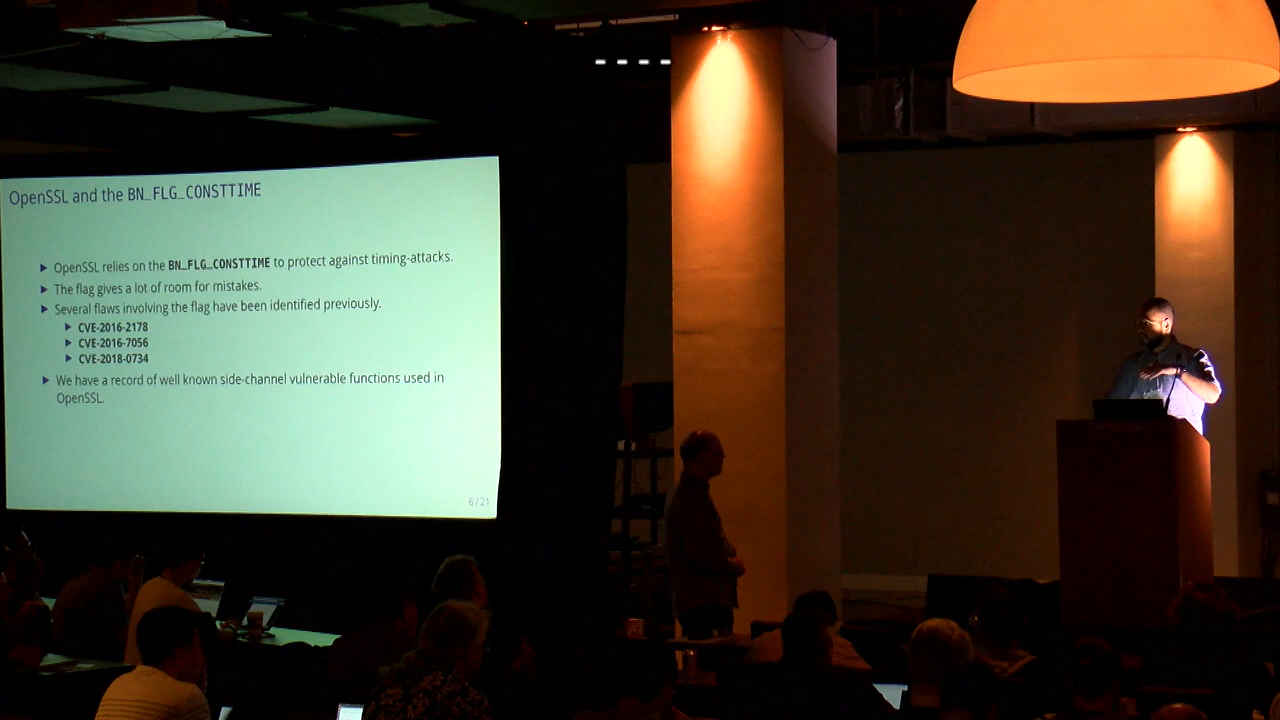 OpenSSL and the BN_FLG_CONSTTIME
▶ OpenSSL relies on the BN_FLG_CONSTTIME to protect against timing-attacks.
▶ The flag gives a lot of room for mistakes.
▶ Several flaws involving the flag have been identified previously.
▶ CVE-2016-2178
▶ CVE-2016-7056
▶ CVE-2018-0734
▶ We have a record of well known side-channel vulnerable functions used in
OpenSSL.
6 / 21